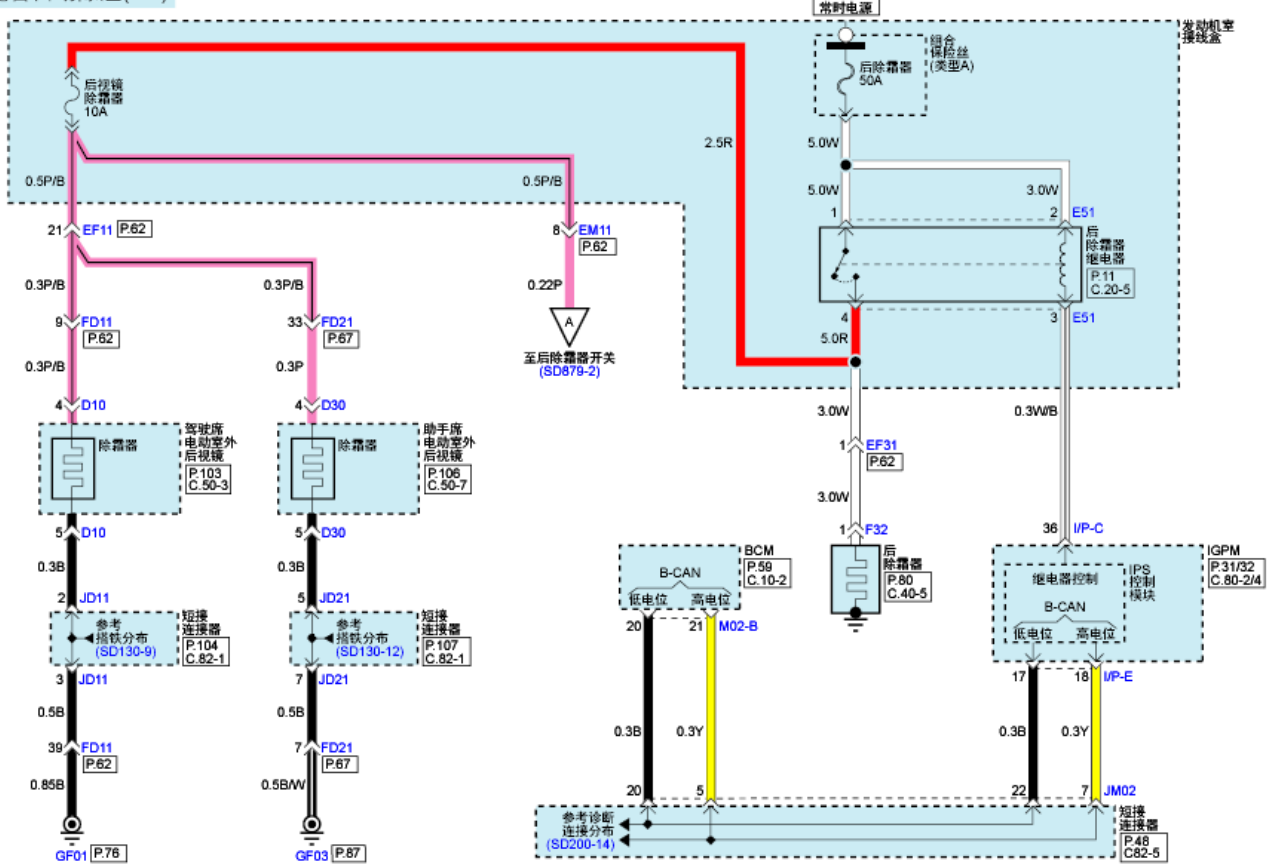 常时电源
发动机室
接线盒
组合
保险丝
(类型A)
后除霜器
50A
后视镜
除霜器
10A
2.5R
5.0W
0.5P/B
0.5P/B
5.0W
3.0W
1
2
E51
21
EF11
P.62
8
EM11
P.62
后
除霜器
继电器
P.11
C.20-5
0.3P/B
0.3P/B
0.22P
4
3
E51
9
FD11
P.62
33
FD21
P.67
A
5.0R
至后除霜器开关
(SD879-2)
0.3P/B
0.3P
3.0W
0.3W/B
4
D10
4
D30
1
EF31
P.62
除霜器
驾驶席
电动室外
后视镜
P.103
C.50-3
除霜器
助手席
电动室外
后视镜
P.106
C.50-7
3.0W
5
D10
5
D30
1
F32
36
I/P-C
0.3B
0.3B
B-CAN
低电位
高电位
BCM
P.59
C.10-2
后
除霜器
P.80
C.40-5
继电器控制
B-CAN
低电位
高电位
IPS
控制
模块
IGPM
P.31/32
C.80-2/4
2
JD11
5
JD21
参考
搭铁分布
(SD130-9)
短接
连接器
P.104
C.82-1
参考
搭铁分布
(SD130-12)
短接
连接器
P.107
C.82-1
20
21
M02-B
3
JD11
7
JD21
17
18
I/P-E
0.5B
0.5B
0.3B
0.3Y
0.3B
0.3Y
39
FD11
P.62
7
FD21
P.67
0.85B
0.5B/W
20
5
22
7
JM02
参考诊断
连接分布
(SD200-14)
短接
连接器
P.48
C82-5
GF01
P.76
GF03
P.87